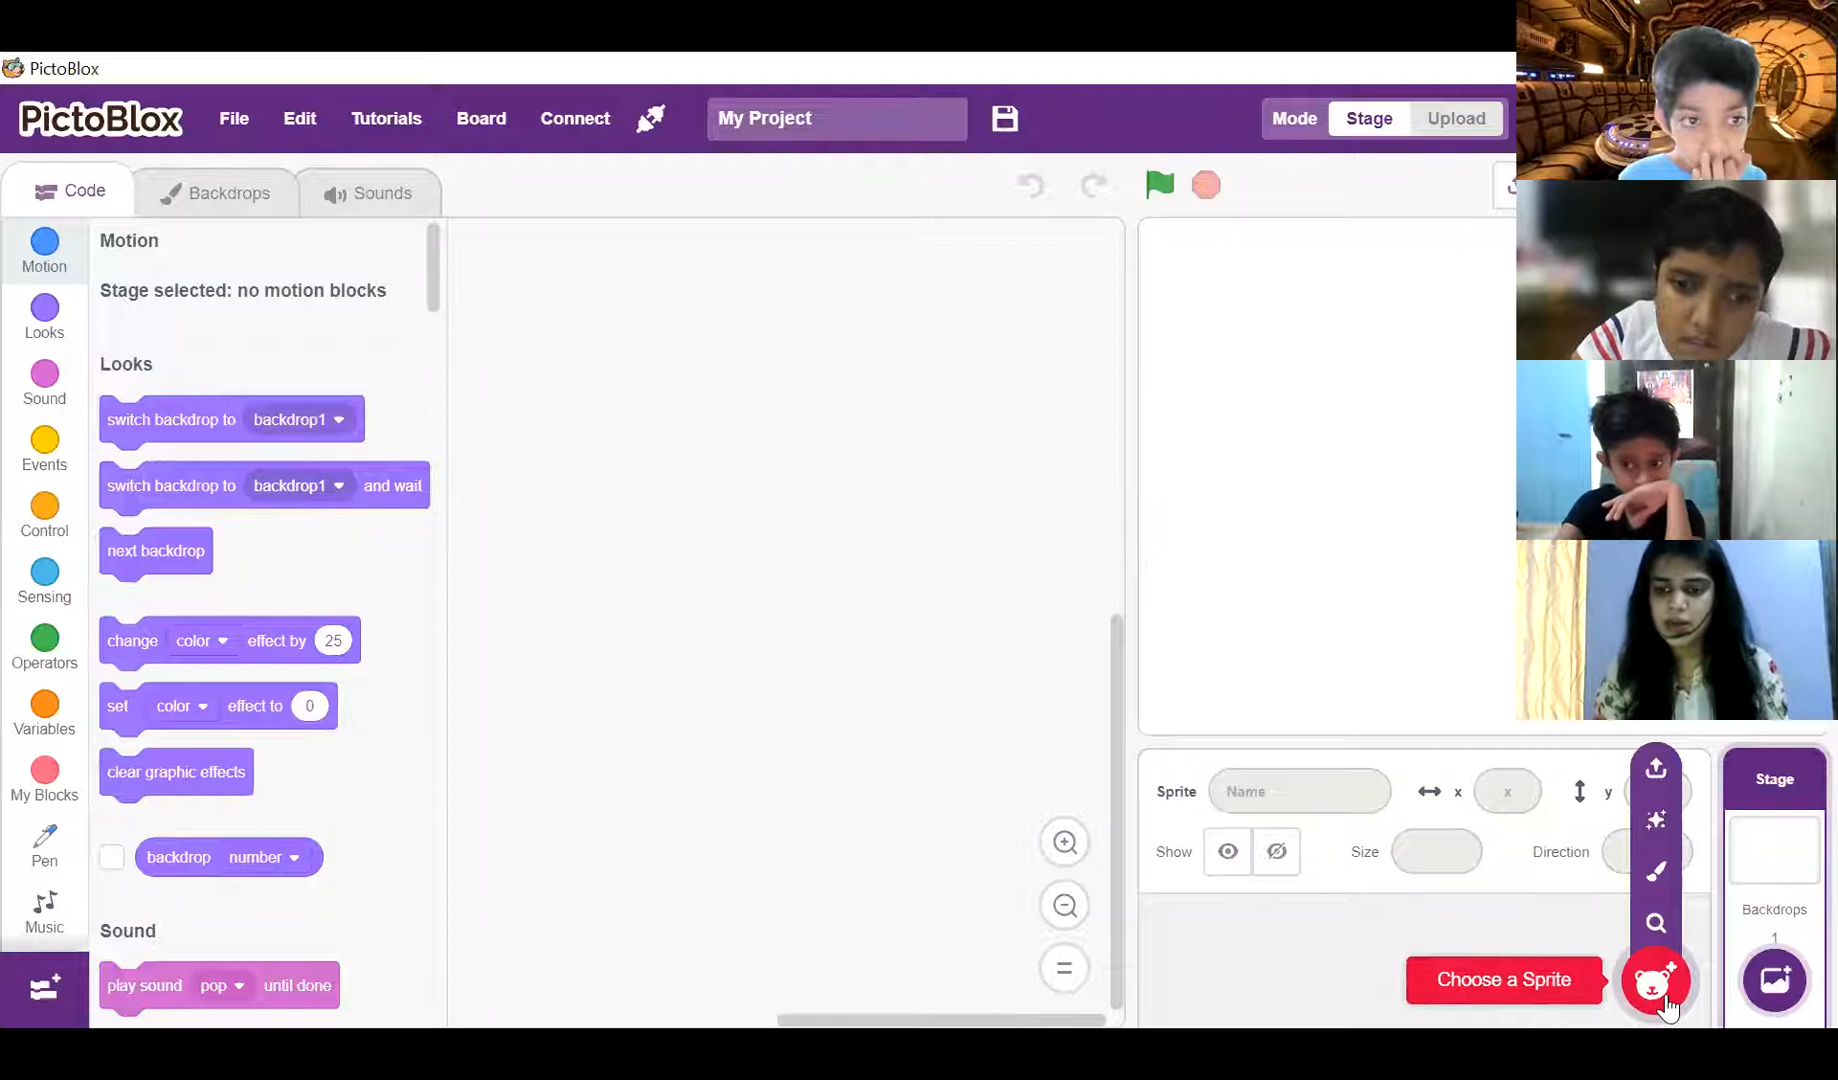 PictoBlox
PictoBlox File Edit Tutorials Board Connect My Project Mode Stage Upload
Code Backdrops Sounds
Motion
Looks
Sound
Events
Control
Sensing
Operators
Variables
My Blocks
Pen
Music
Motion
Stage selected: no motion blocks
Looks
switch backdrop to backdrop1
switch backdrop to backdrop1 and wait
next backdrop
change color effect by 25
set color effect to 0
clear graphic effects
backdrop number
Sound
play sound pop until done
Sprite Name x x y
Show Size Direction
Choose a Sprite
Stage
Backdrops
1